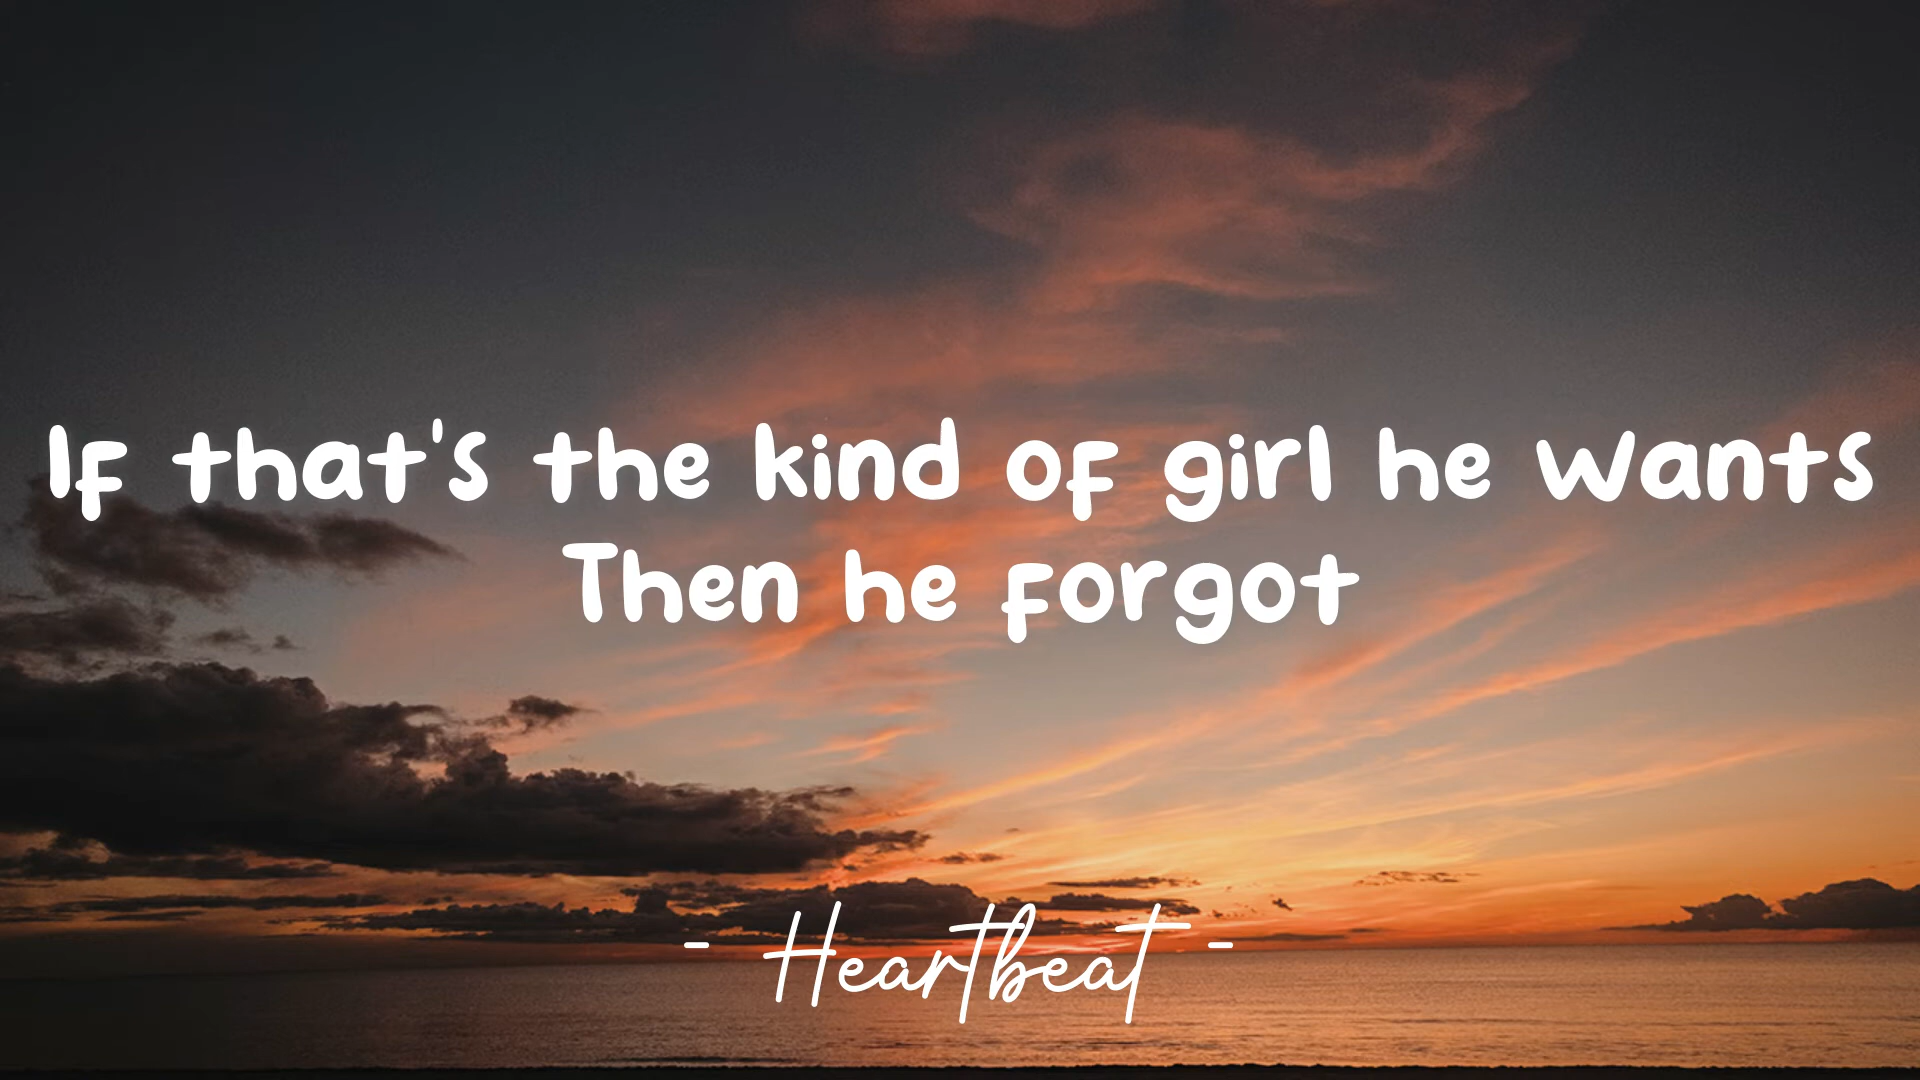 If that's the kind of girl he wants
Then he forgot
- Heartbeat -